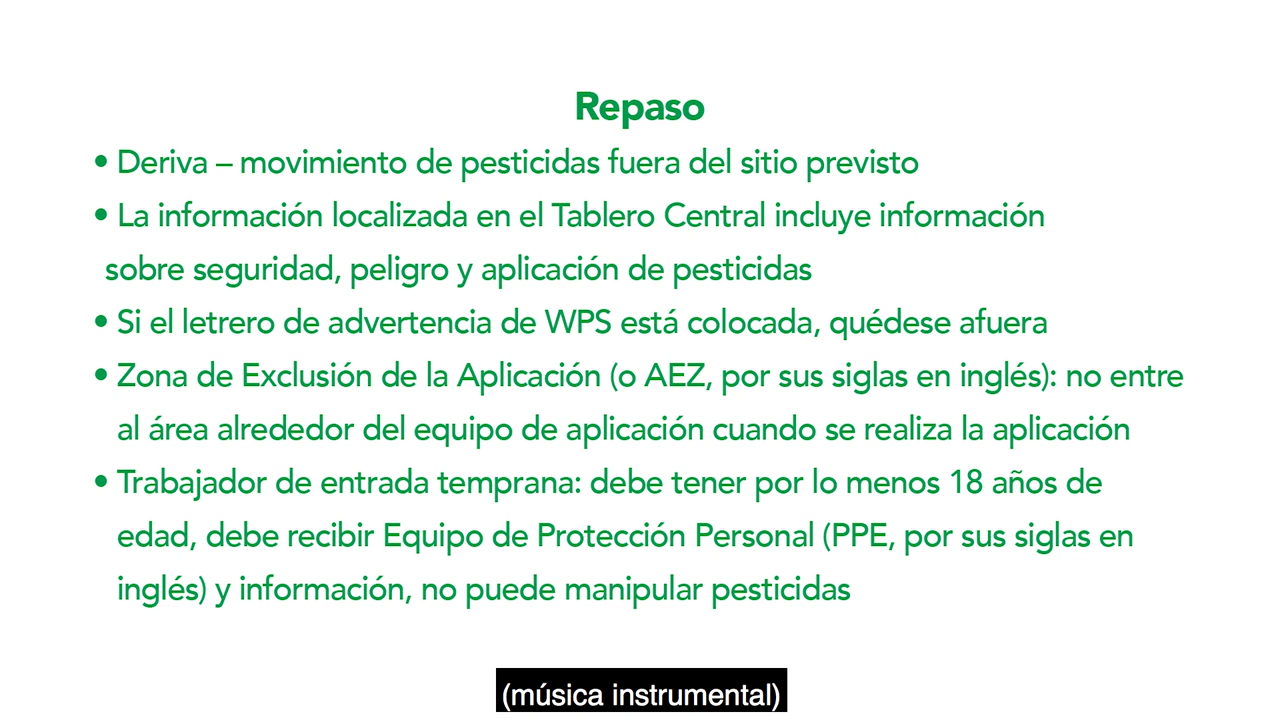 Repaso
• Deriva – movimiento de pesticidas fuera del sitio previsto
• La información localizada en el Tablero Central incluye información
sobre seguridad, peligro y aplicación de pesticidas
• Si el letrero de advertencia de WPS está colocada, quédese afuera
• Zona de Exclusión de la Aplicación (o AEZ, por sus siglas en inglés): no entre
al área alrededor del equipo de aplicación cuando se realiza la aplicación
• Trabajador de entrada temprana: debe tener por lo menos 18 años de
edad, debe recibir Equipo de Protección Personal (PPE, por sus siglas en
inglés) y información, no puede manipular pesticidas
(música instrumental)